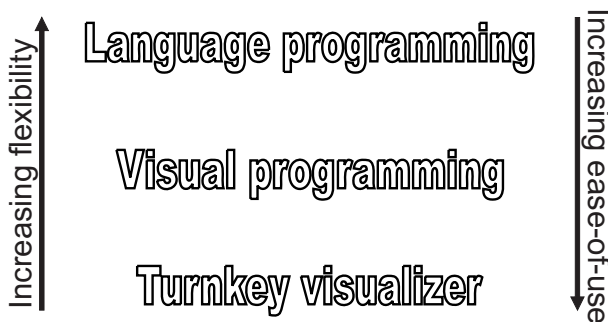 Increasing flexibility
Language programming
Visual programming
Turnkey visualizer
Increasing ease-of-use